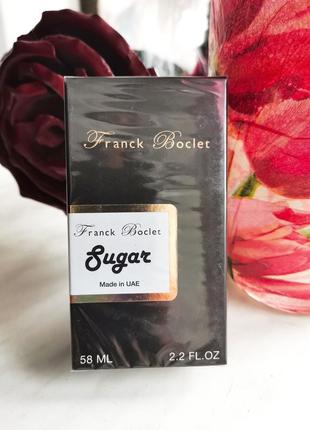 Franck Boclet
Franck Boclet
Sugar
Made in UAE
58 ML 2.2 FL.OZ